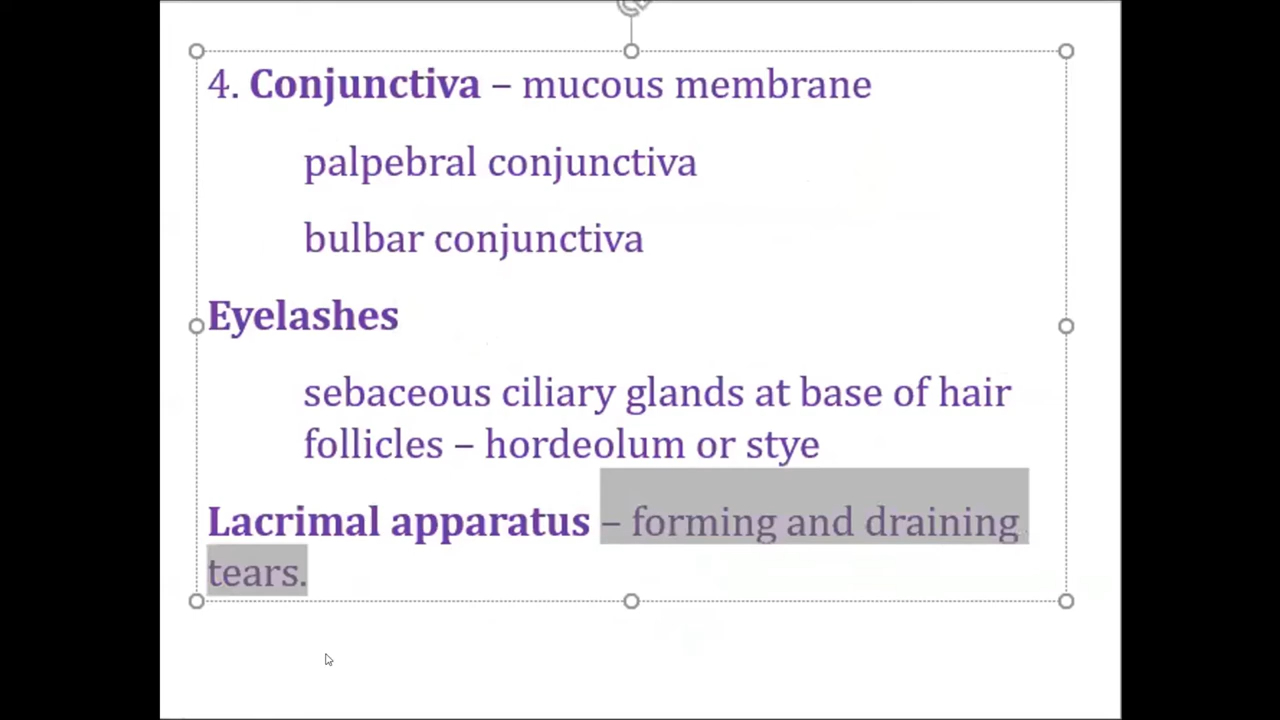 4. Conjunctiva – mucous membrane
palpebral conjunctiva
bulbar conjunctiva
Eyelashes
sebaceous ciliary glands at base of hair
follicles – hordeolum or stye
Lacrimal apparatus – forming and draining
tears.